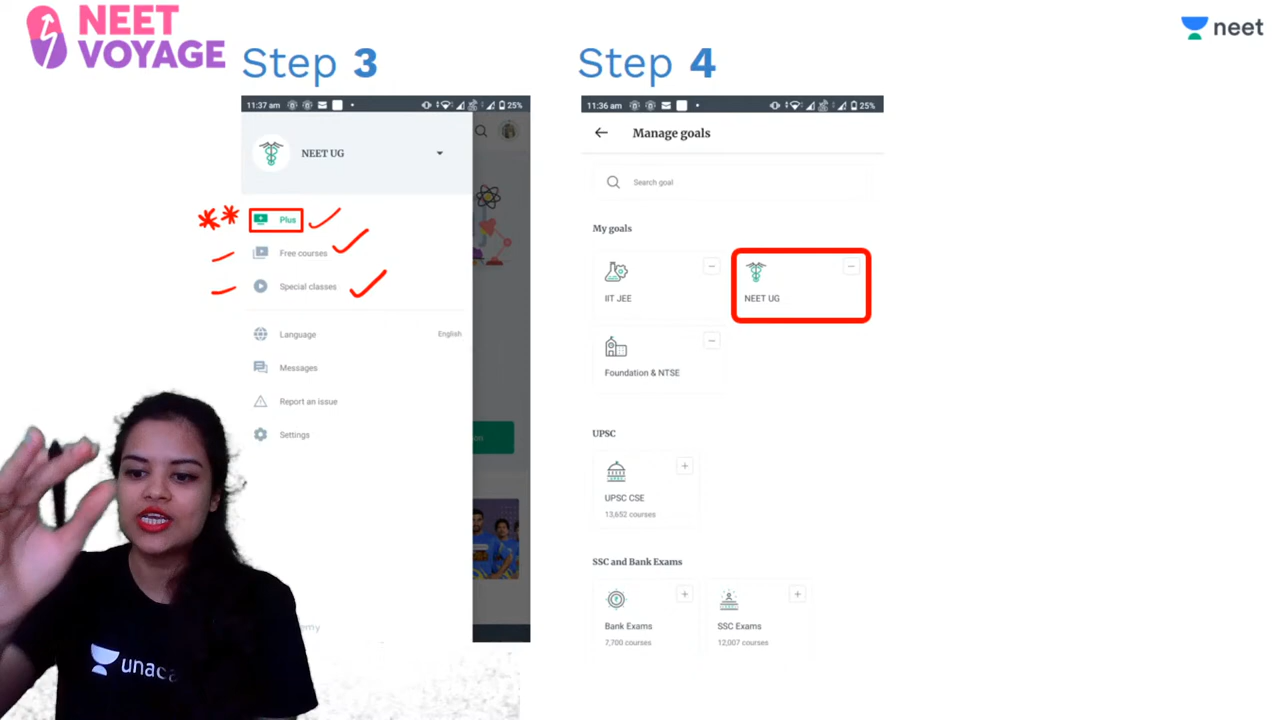 NEET
VOYAGE
neet
Step 3
11:37 am
25%
NEET UG
Plus
Free courses
Special classes
Language
English
Messages
Report an issue
Settings
Step 4
11:36 am
25%
Manage goals
Search goal
My goals
IIT JEE
NEET UG
Foundation & NTSE
UPSC
UPSC CSE
13,652 courses
SSC and Bank Exams
Bank Exams
7,700 courses
SSC Exams
12,007 courses
unaca